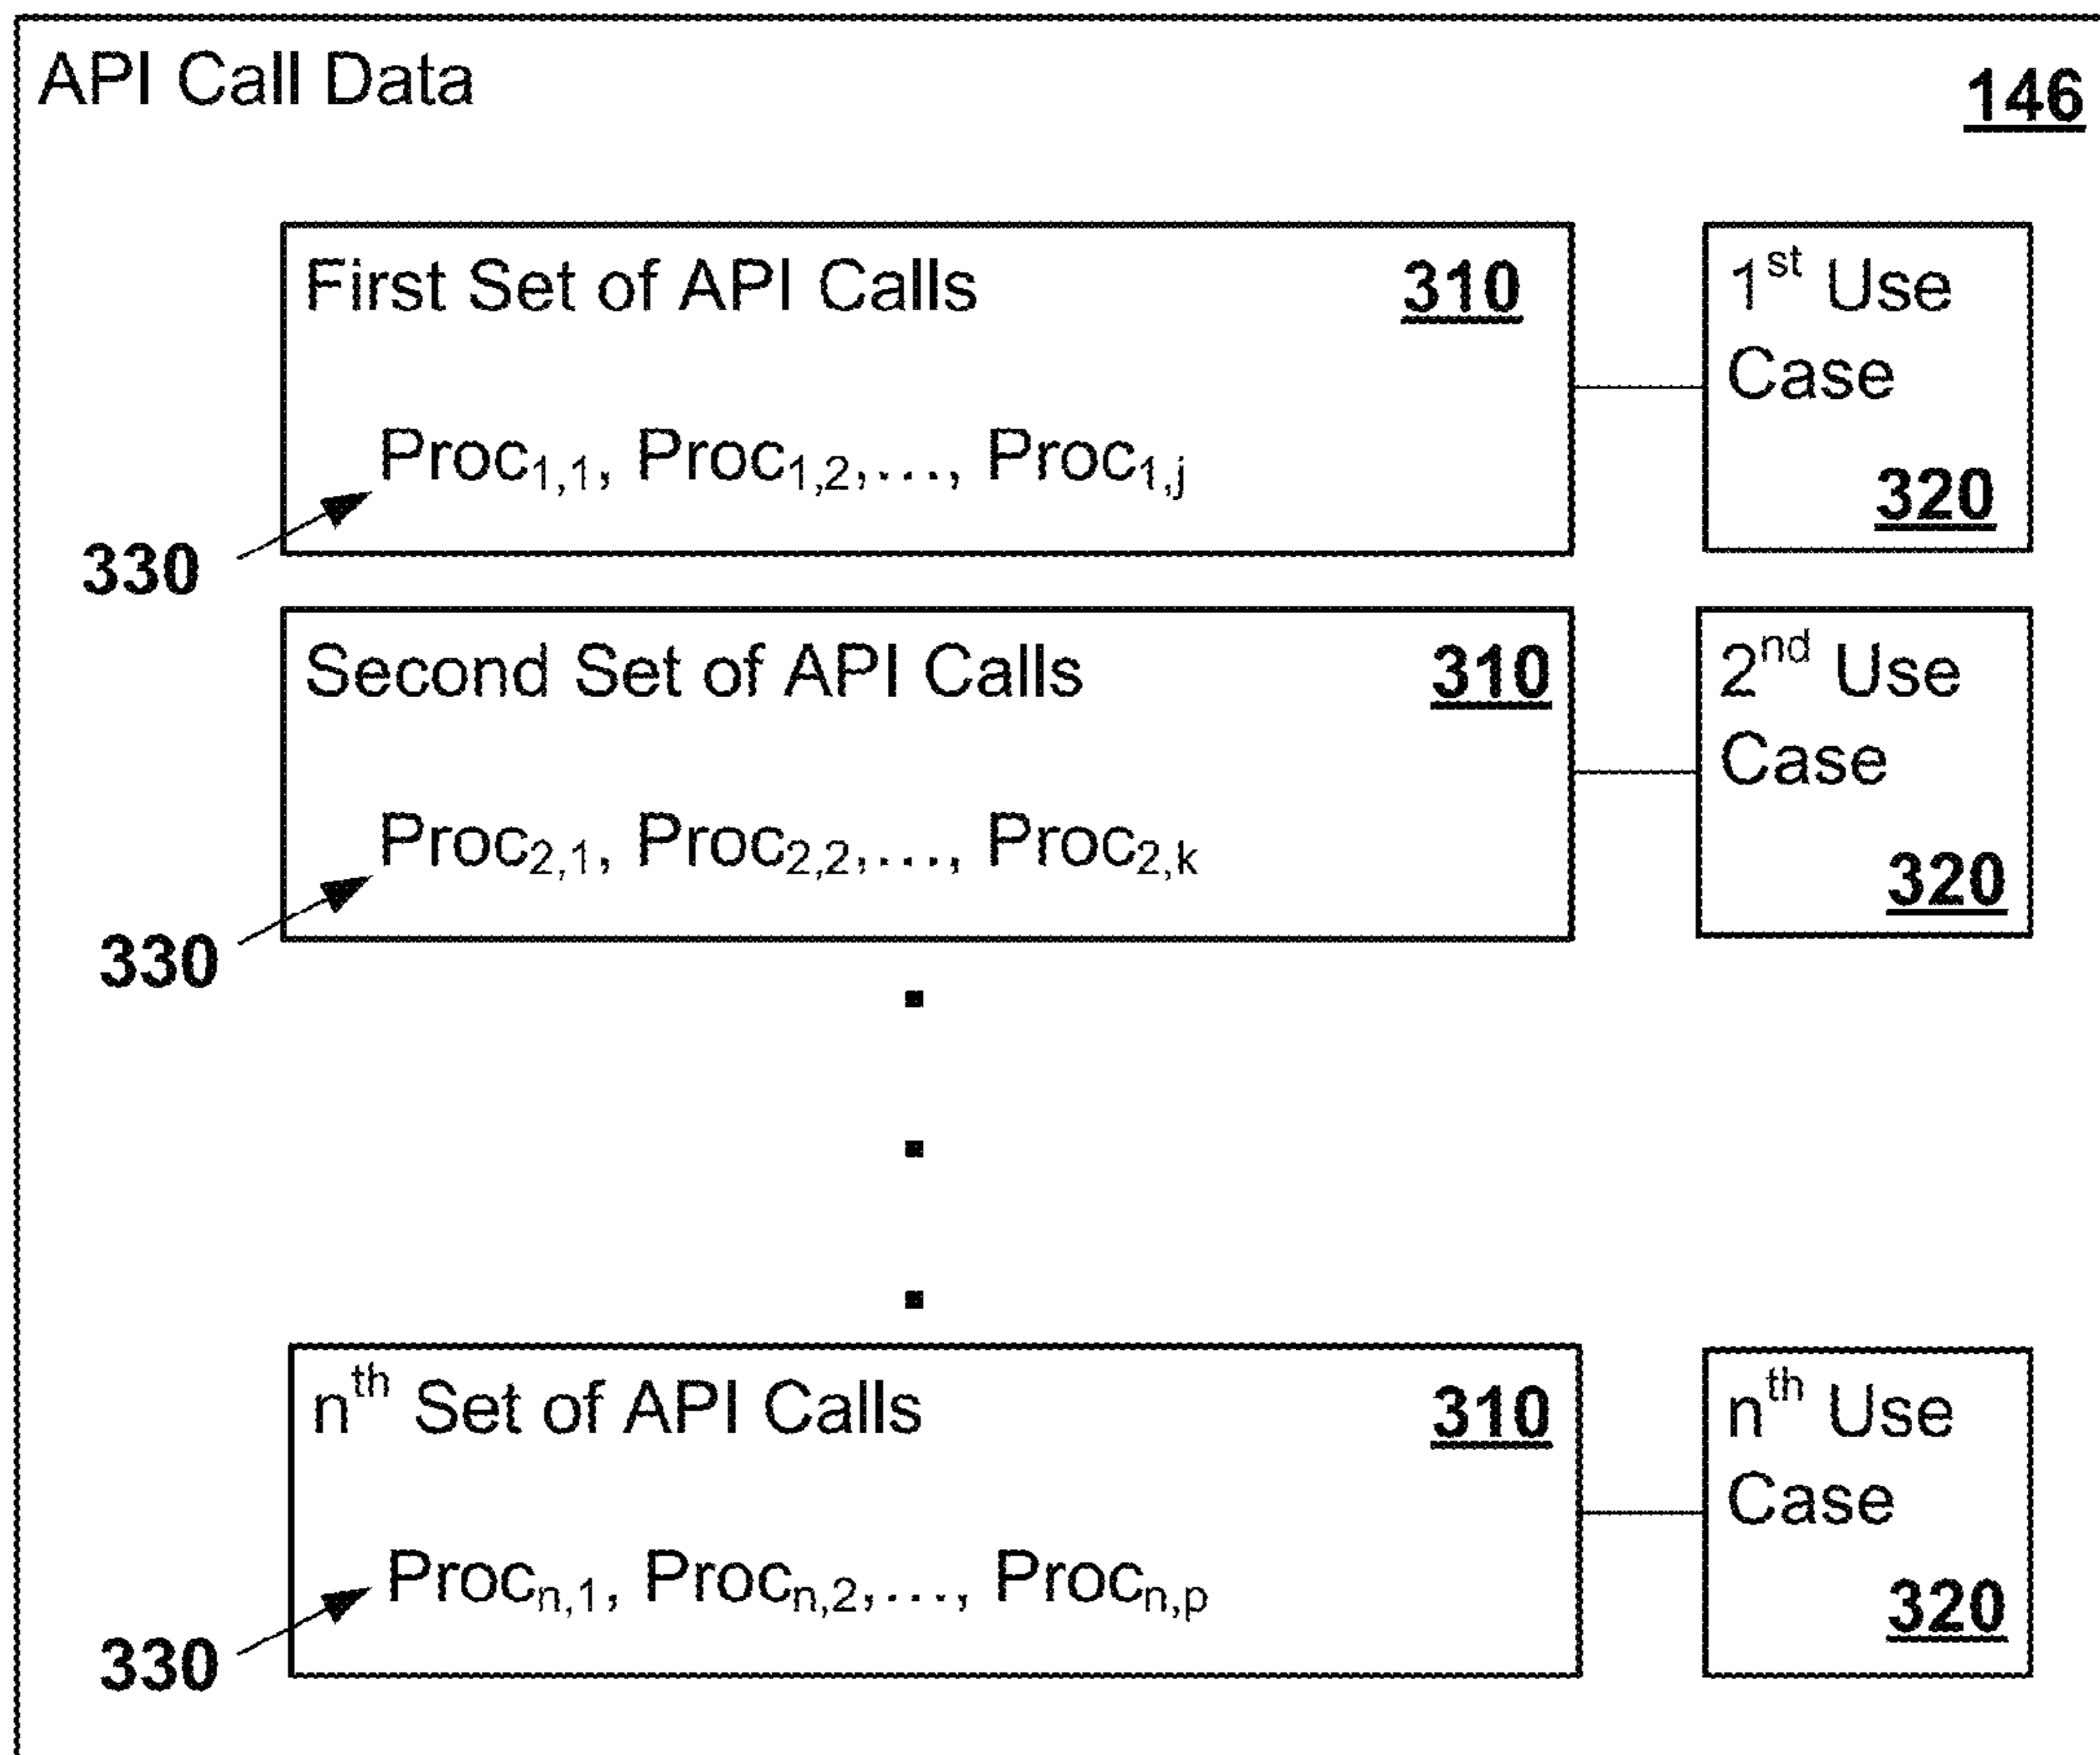 API Call Data 146
First Set of API Calls 310
Proc1,1, Proc1,2,..., Proc1,j
330
1st Use
Case
320
Second Set of API Calls 310
Proc2,1, Proc2,2,..., Proc2,k
330
2nd Use
Case
320
nth Set of API Calls 310
Procn,1, Procn,2,..., Procn,p
330
nth Use
Case
320